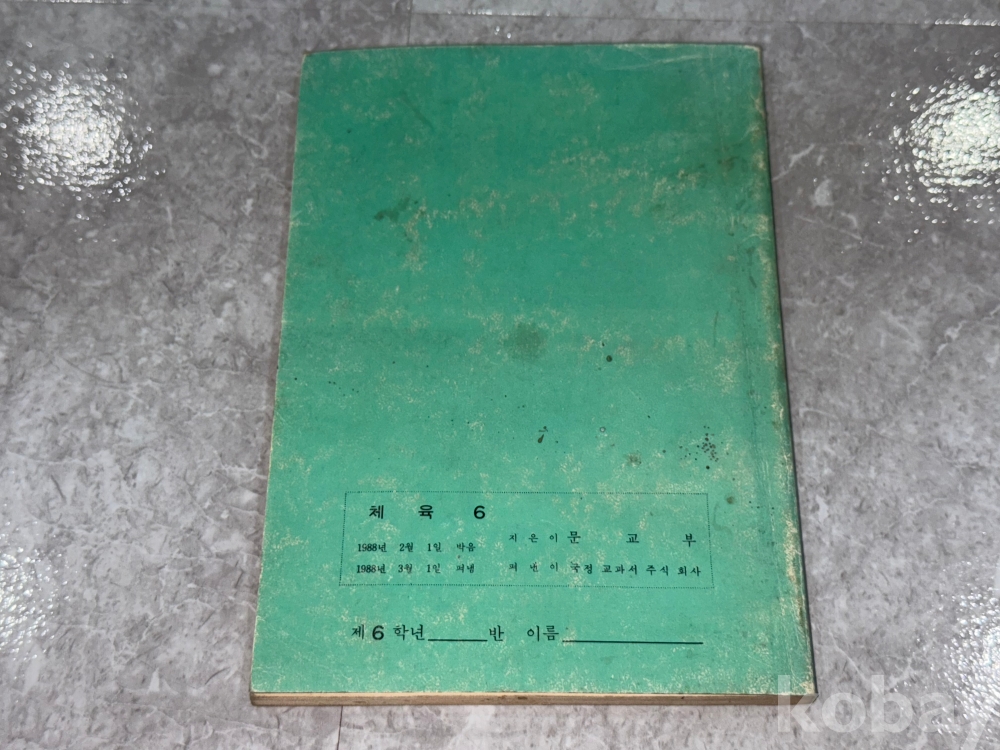 체 육 6
1988년 2월 1일 박음 지은이 문 교 부
1988년 3월 1일 펴냄 펴낸이 국정교과서주식회사
제 6 학년 반 이름
kobay